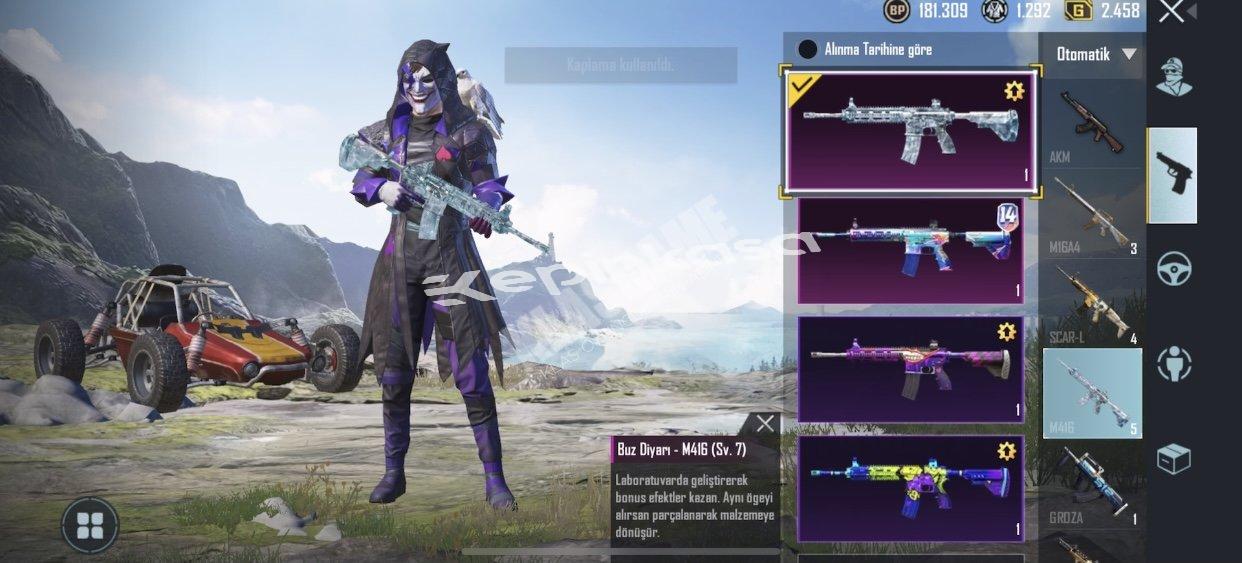 BP 181.309 1.292 G 2.458
Kaplama kullanıldı.
Alınma Tarihine göre
Otomatik
1
AKM
14
1
M16A4 3
1
SCAR-L 4
M416 5
1
GROZA 1
Buz Diyarı - M416 (Sv. 7)
Laboratuvarda geliştirerek
bonus efektler kazan. Aynı ögeyi
alırsan parçalanarak malzemeye
dönüşür.